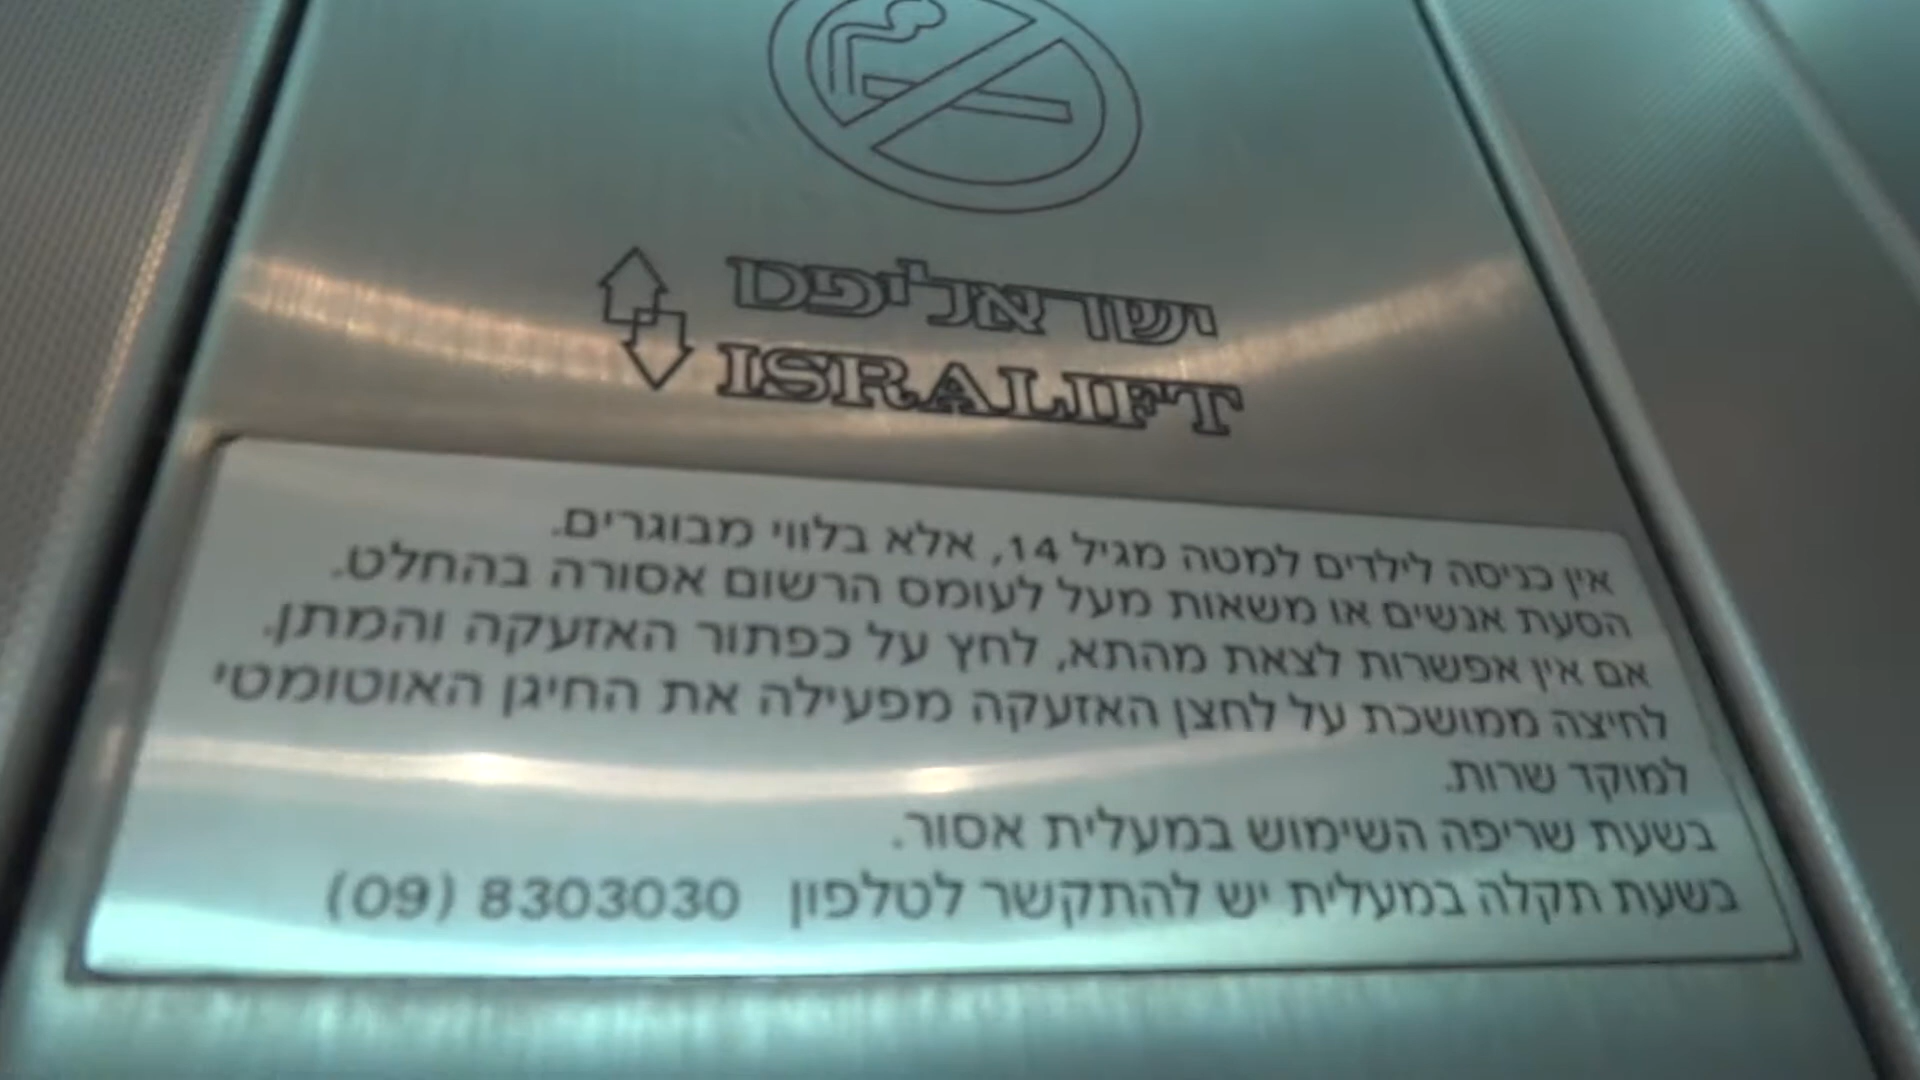 ישראליפט
ISRALIFT
אין כניסה לילדים למטה מגיל 14, אלא בלווי מבוגרים.
הסעת אנשים או משאות מעל לעומס הרשום אסורה בהחלט.
אם אין אפשרות לצאת מהתא, לחץ על כפתור האזעקה והמתן.
לחיצה ממושכת על לחצן האזעקה מפעילה את החיגן האוטומטי
למוקד שרות.
בשעת שריפה השימוש במעלית אסור.
בשעת תקלה במעלית יש להתקשר לטלפון 8303030 (09)